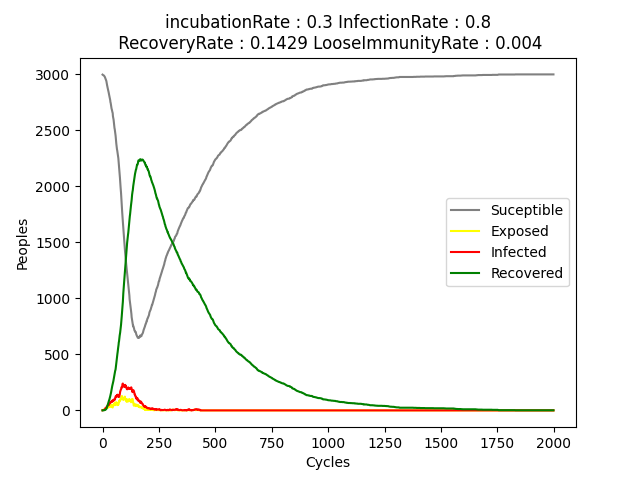 incubationRate : 0.3 InfectionRate : 0.8
RecoveryRate : 0.1429 LooseImmunityRate : 0.004
3000
2500
2000
1500
1000
500
0
Peoples
Suceptible
Exposed
Infected
Recovered
0 250 500 750 1000 1250 1500 1750 2000
Cycles